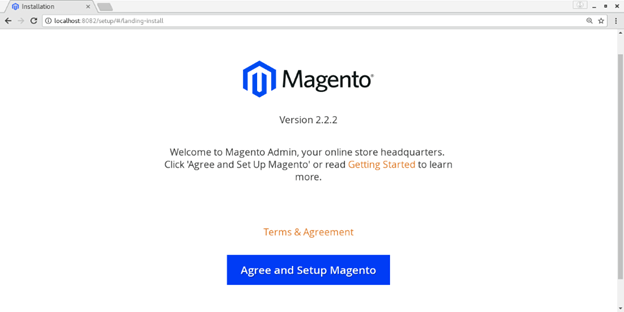 Installation
localhost:8082/setup/#/landing-install
Magento
Version 2.2.2
Welcome to Magento Admin, your online store headquarters.
Click 'Agree and Set Up Magento' or read Getting Started to learn
more.
Terms & Agreement
Agree and Setup Magento